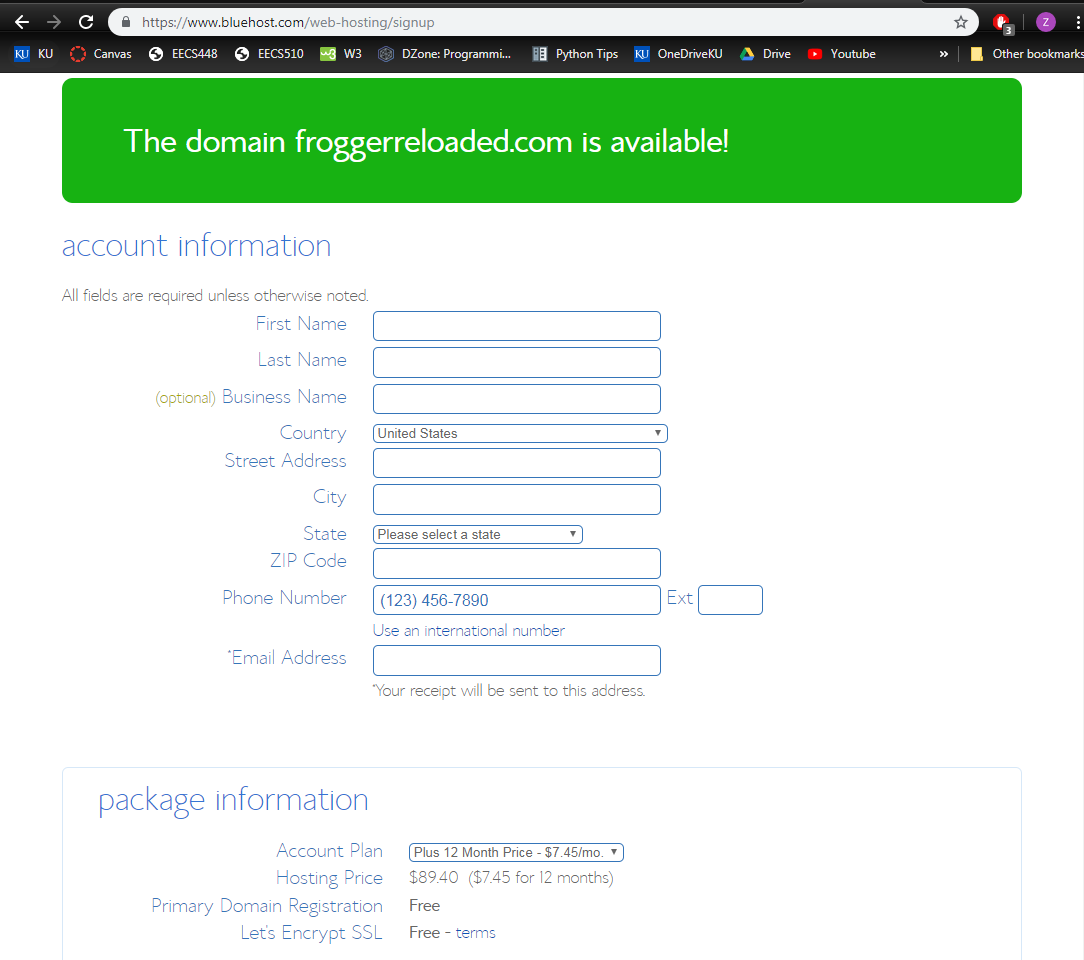 https://www.bluehost.com/web-hosting/signup 3 Z
KU KU Canvas EECS448 EECS510 W3 DZone: Programmi... Python Tips KU OneDriveKU Drive Youtube » Other bookmarks
The domain froggerreloaded.com is available!
account information
All fields are required unless otherwise noted.
First Name
Last Name
(optional) Business Name
Country United States
Street Address
City
State Please select a state
ZIP Code
Phone Number (123) 456-7890 Ext
Use an international number
*Email Address
*Your receipt will be sent to this address.
package information
Account Plan Plus 12 Month Price - $7.45/mo.
Hosting Price $89.40 ($7.45 for 12 months)
Primary Domain Registration Free
Let's Encrypt SSL Free - terms